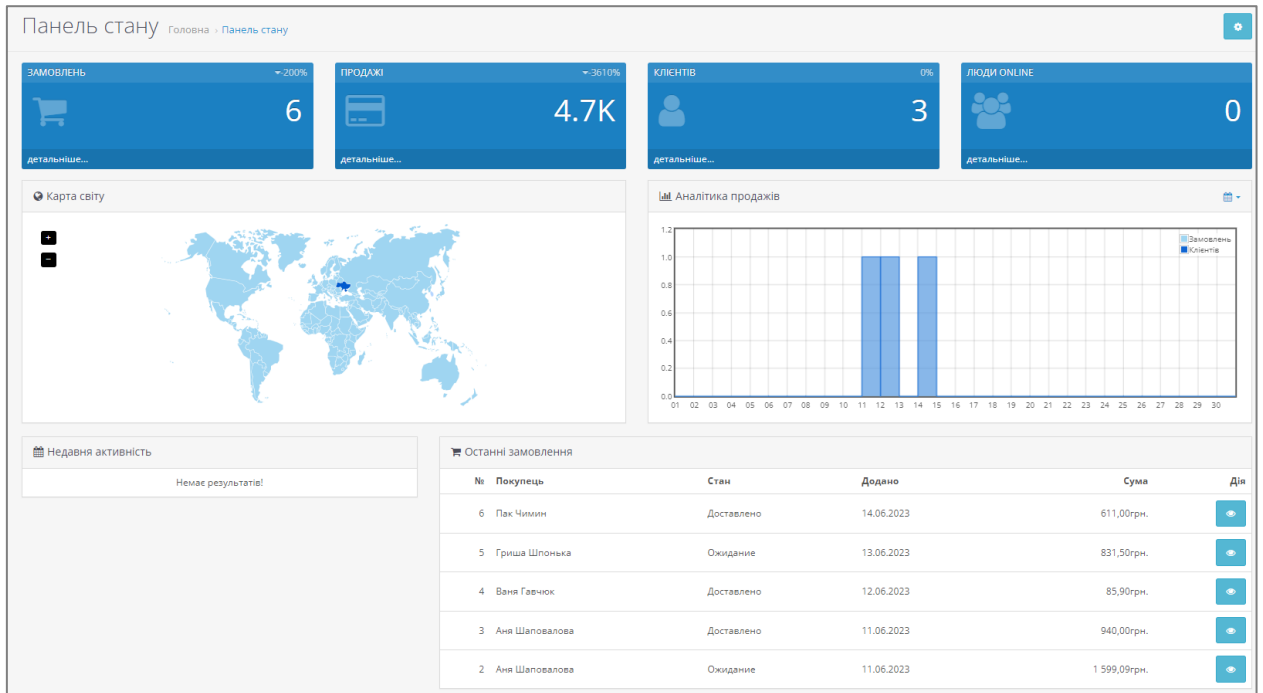 Панель стану Головна › Панель стану
ЗАМОВЛЕНЬ -200%
6
детальніше...
ПРОДАЖІ -3610%
4.7K
детальніше...
КЛІЄНТІВ 0%
3
детальніше...
ЛЮДИ ONLINE
0
детальніше...
Карта світу
+
−
Аналітика продажів
Замовлень
Клієнтів
1.2
1.0
0.8
0.6
0.4
0.2
0.0
01 02 03 04 05 06 07 08 09 10 11 12 13 14 15 16 17 18 19 20 21 22 23 24 25 26 27 28 29 30
Недавня активність
Немає результатів!
Останні замовлення
№ Покупець Стан Додано Сума Дія
6 Пак Чимин Доставлено 14.06.2023 611,00грн.
5 Гриша Шпонька Ожидание 13.06.2023 831,50грн.
4 Ваня Гавчюк Доставлено 12.06.2023 85,90грн.
3 Аня Шаповалова Доставлено 11.06.2023 940,00грн.
2 Аня Шаповалова Ожидание 11.06.2023 1 599,09грн.